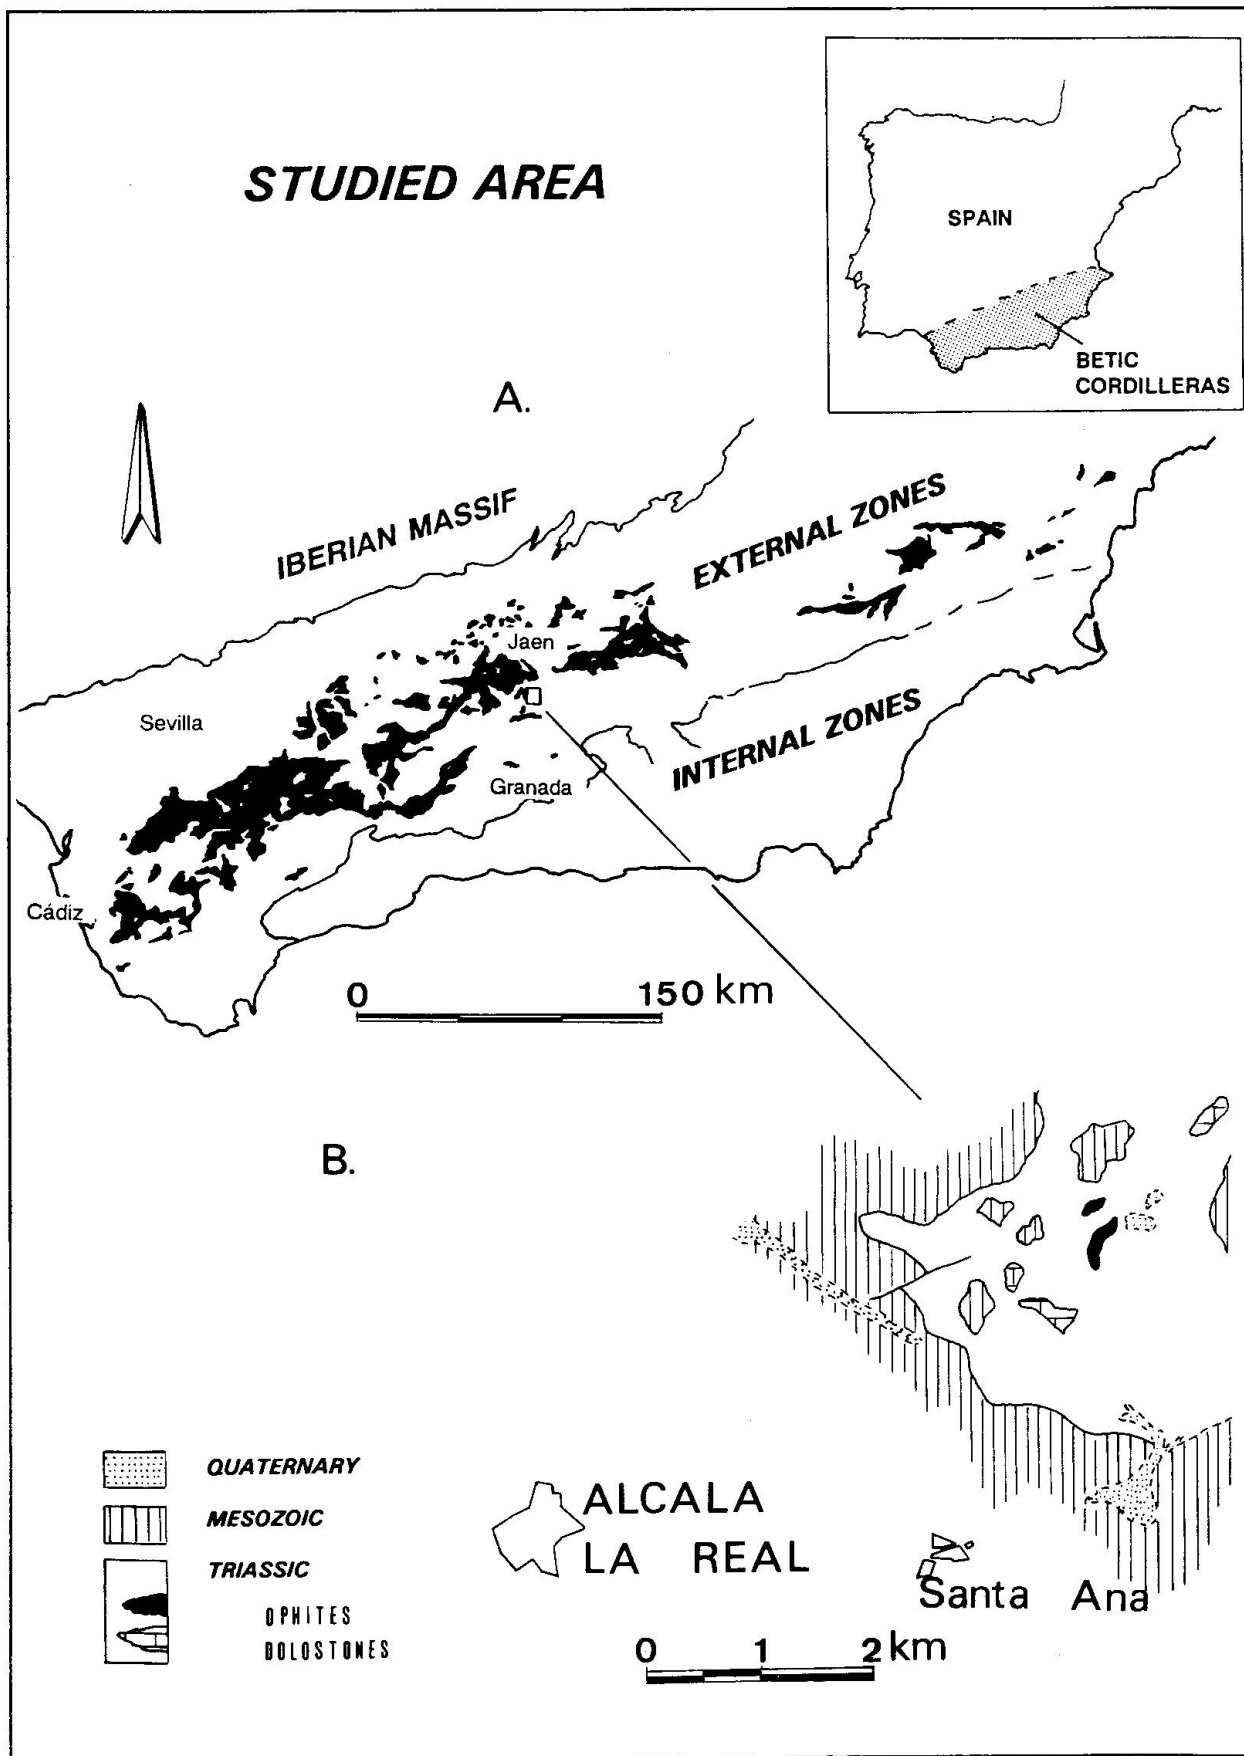 STUDIED AREA
SPAIN
BETIC
CORDILLERAS
A.
IBERIAN MASSIF
EXTERNAL ZONES
Jaen
Sevilla
INTERNAL ZONES
Granada
Cádiz
0 150 km
B.
QUATERNARY
MESOZOIC
TRIASSIC
OPHITES
DOLOSTONES
ALCALA
LA REAL
Santa Ana
0 1 2 km